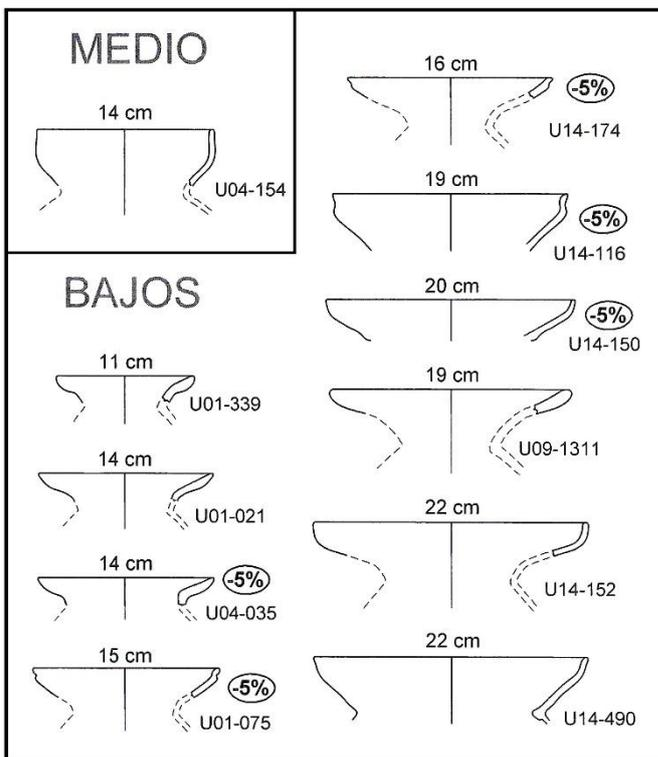 MEDIO
14 cm
U04-154
BAJOS
11 cm
U01-339
14 cm
U01-021
14 cm
-5%
U04-035
15 cm
-5%
U01-075
16 cm
-5%
U14-174
19 cm
-5%
U14-116
20 cm
-5%
U14-150
19 cm
U09-1311
22 cm
U14-152
22 cm
U14-490